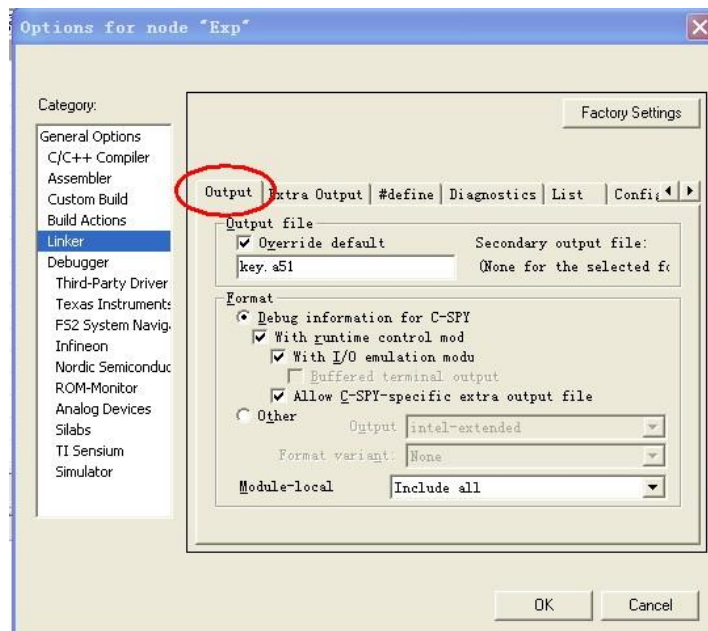 Options for node "Exp"
Category:
Factory Settings
General Options
C/C++ Compiler
Assembler
Custom Build
Build Actions
Linker
Debugger
Third-Party Driver
Texas Instruments
FS2 System Navig
Infineon
Nordic Semiconduc
ROM-Monitor
Analog Devices
Silabs
TI Sensium
Simulator
Output Extra Output #define Diagnostics List Config
Output file
Override default
Secondary output file:
key.a51
(None for the selected fo
Format
Debug information for C-SPY
With runtime control mod
With I/O emulation modu
Buffered terminal output
Allow C-SPY-specific extra output file
Other
Output intel-extended
Format variant: None
Module-local Include all
OK Cancel